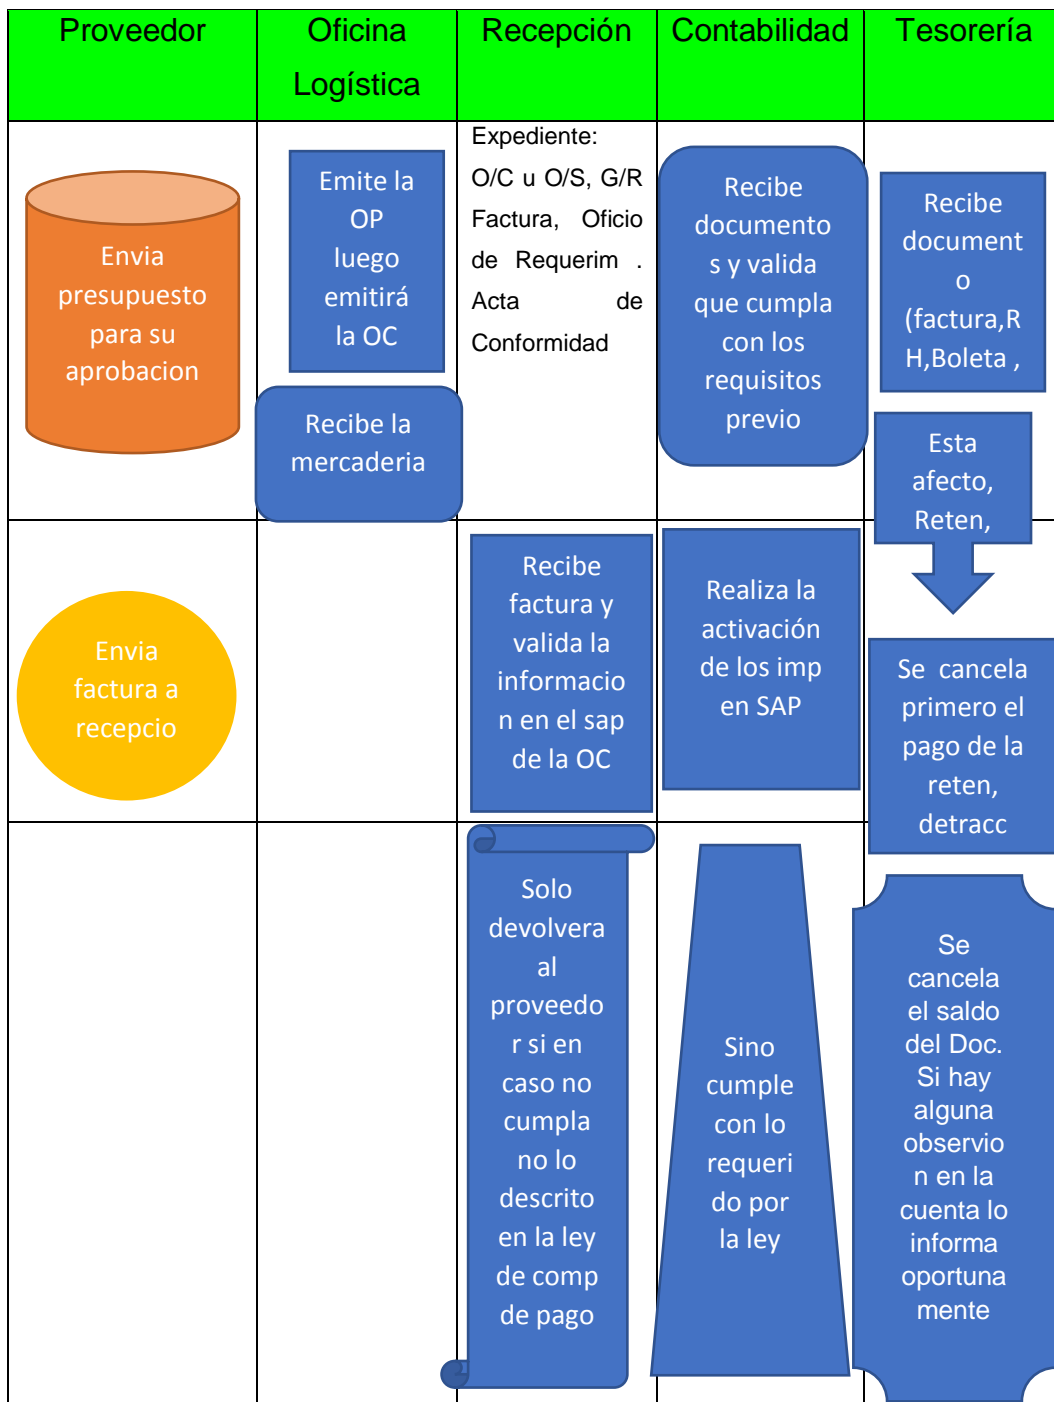 Proveedor
Oficina
Logística
Recepción
Contabilidad
Tesorería
Envia
presupuesto
para su
aprobacion
Emite la
OP
luego
emitirá
la OC
Recibe la
mercaderia
Expediente:
O/C u O/S, G/R
Factura, Oficio
de Requerim .
Acta de
Conformidad
Recibe
documento
s y valida
que cumpla
con los
requisitos
previo
Recibe
document
o
(factura,R
H,Boleta ,
Esta
afecto,
Reten,
Envia
factura a
recepcio
Recibe
factura y
valida la
informacio
n en el sap
de la OC
Realiza la
activación
de los imp
en SAP
Se cancela
primero el
pago de la
reten,
detracc
Solo
devolvera
al
proveedo
r si en
caso no
cumpla
no lo
descrito
en la ley
de comp
de pago
Sino
cumple
con lo
requeri
do por
la ley
Se
cancela
el saldo
del Doc.
Si hay
alguna
observio
n en la
cuenta lo
informa
oportuna
mente